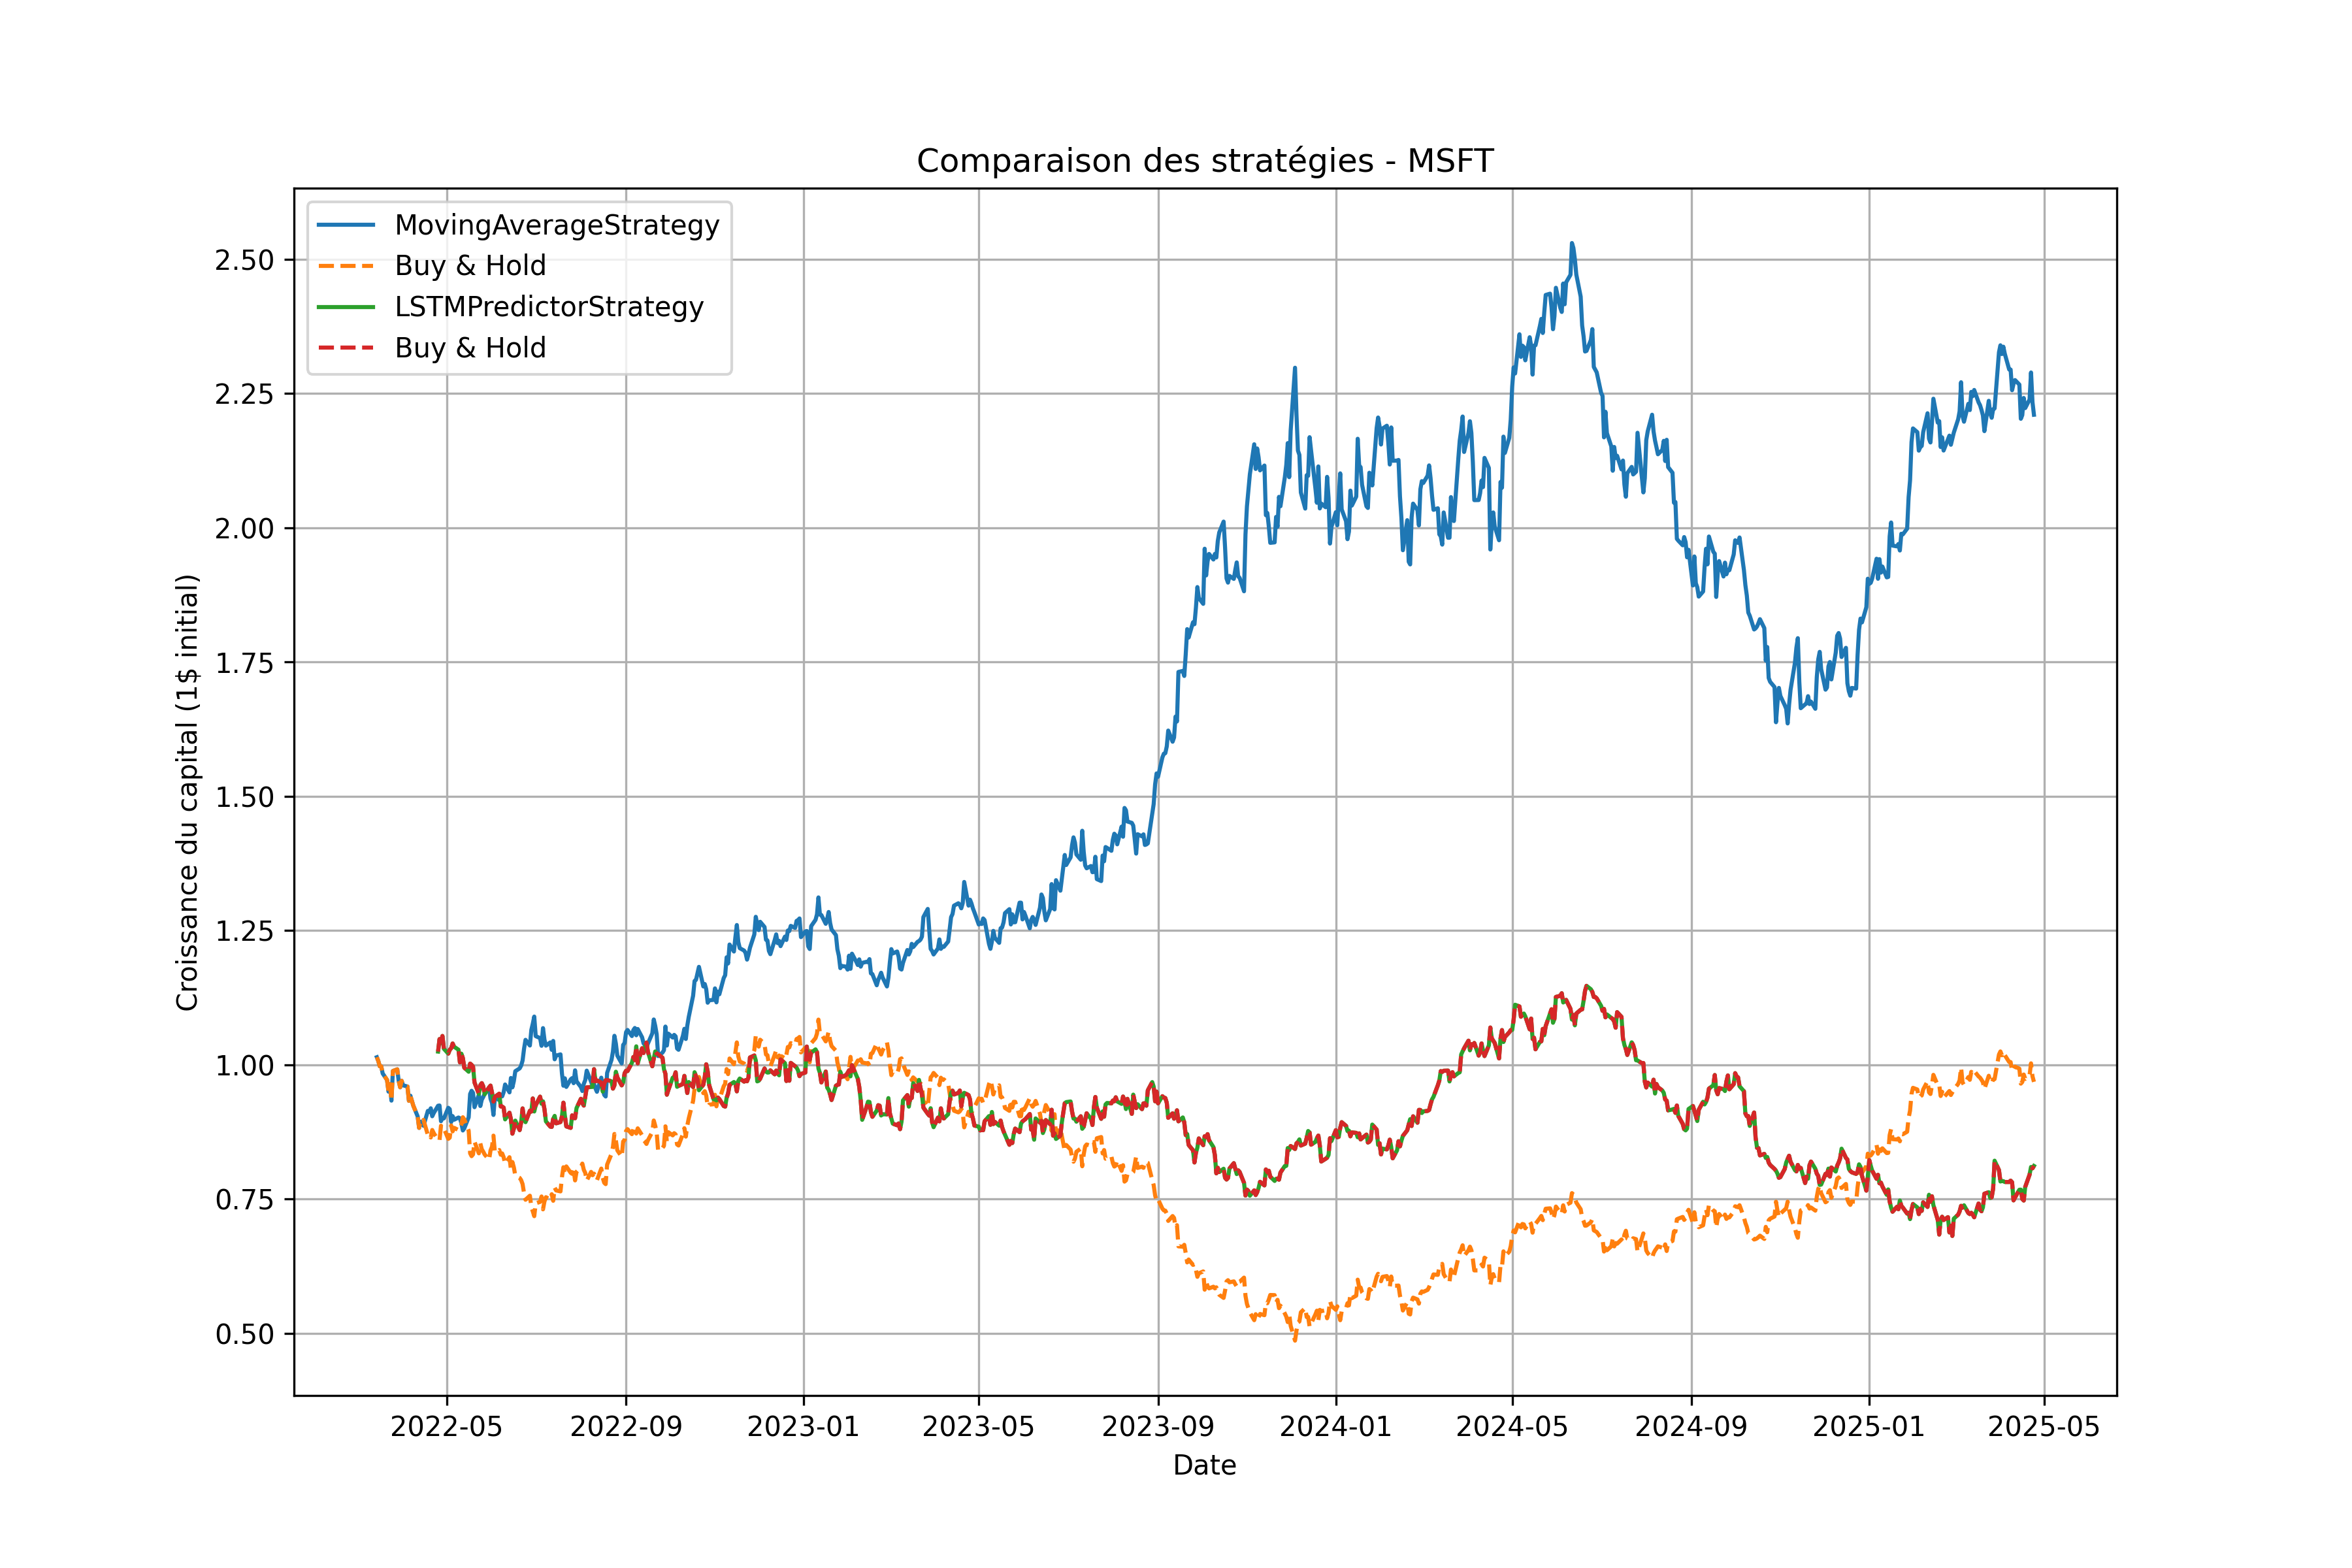 Comparaison des stratégies - MSFT
MovingAverageStrategy
Buy & Hold
LSTMPredictorStrategy
Buy & Hold
2.50
2.25
2.00
1.75
1.50
1.25
1.00
0.75
0.50
Croissance du capital (1$ initial)
2022-05
2022-09
2023-01
2023-05
2023-09
2024-01
2024-05
2024-09
2025-01
2025-05
Date